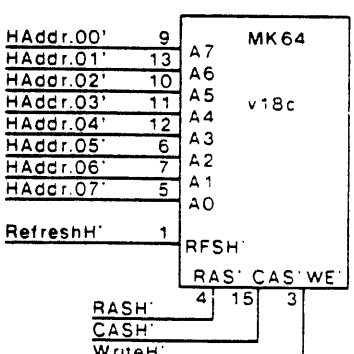 HAddr.00' 9 MK64
HAddr.01' 13 A7
HAddr.02' 10 A6
HAddr.03' 11 A5 v18c
HAddr.04' 12 A4
HAddr.05' 6 A3
HAddr.06' 7 A2
HAddr.07' 5 A1
A0
RefreshH' 1 RFSH'
RAS' CAS' WE'
4 15 3
RASH'
CASH'
WriteH'